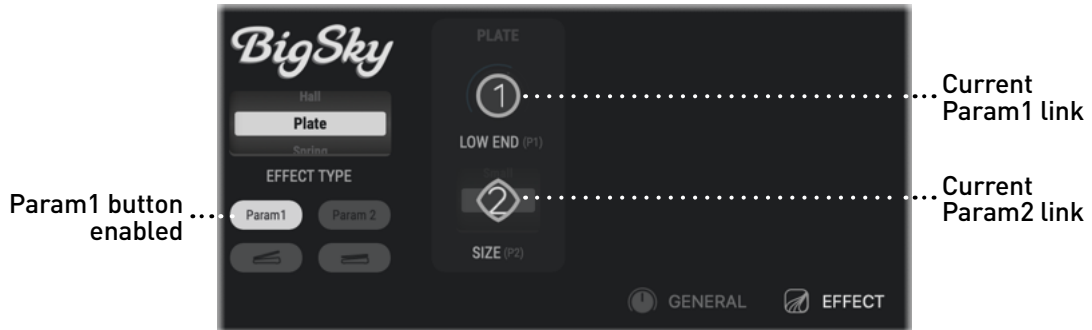 BigSky
PLATE
Hall
Plate
Spring
EFFECT TYPE
Param1
Param 2
1
LOW END (P1)
Small
2
SIZE (P2)
GENERAL
EFFECT
Param1 button
enabled
Current
Param1 link
Current
Param2 link